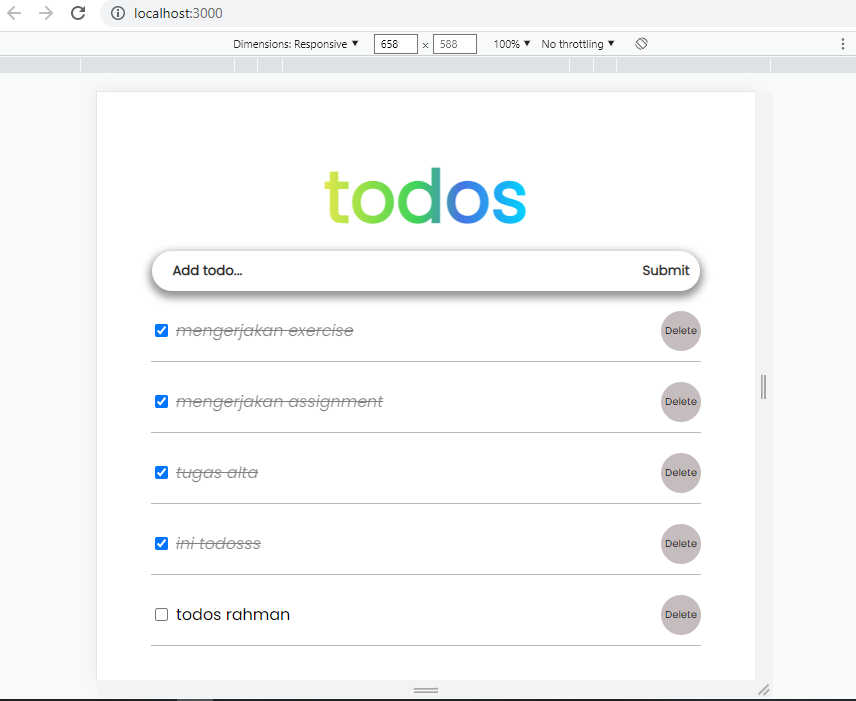 localhost:3000
Dimensions: Responsive ▼ 658 × 588 100% ▼ No throttling ▼
todos
Add todo... Submit
mengerjakan exercise Delete
mengerjakan assignment Delete
tugas alta Delete
ini todosss Delete
todos rahman Delete